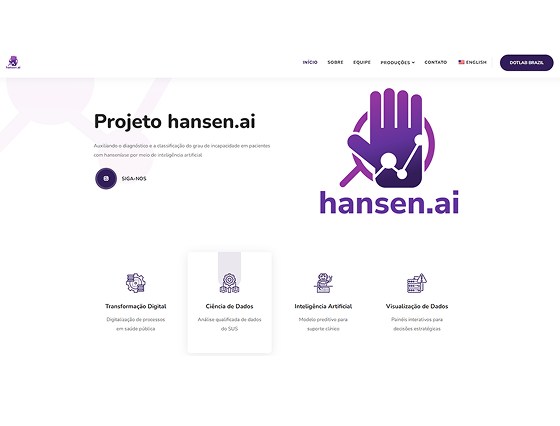 hansen.ai
INÍCIO SOBRE EQUIPE PRODUÇÕES CONTATO ENGLISH DOTLAB BRAZIL
Projeto hansen.ai
Auxiliando o diagnóstico e a classificação do grau de incapacidade em pacientes
com hanseníase por meio de inteligência artificial
SIGA-NOS
hansen.ai
Transformação Digital
Digitalização de processos
em saúde pública
Ciência de Dados
Análise qualificada de dados
do SUS
Inteligência Artificial
Modelo preditivo para
suporte clínico
Visualização de Dados
Painéis interativos para
decisões estratégicas